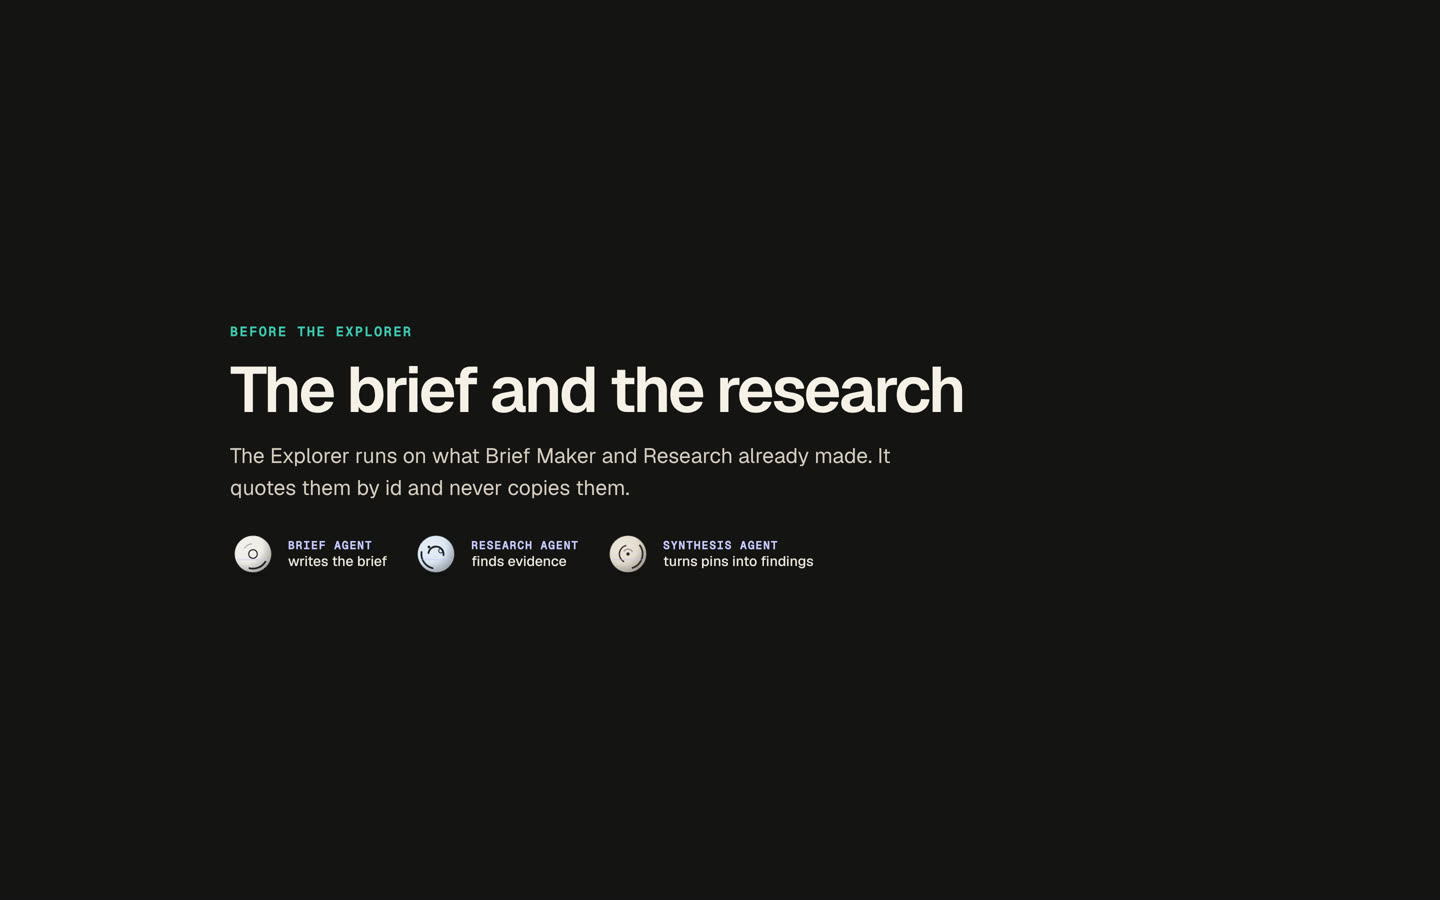 BEFORE THE EXPLORER
The brief and the research
The Explorer runs on what Brief Maker and Research already made. It
quotes them by id and never copies them.
BRIEF AGENT
writes the brief
RESEARCH AGENT
finds evidence
SYNTHESIS AGENT
turns pins into findings